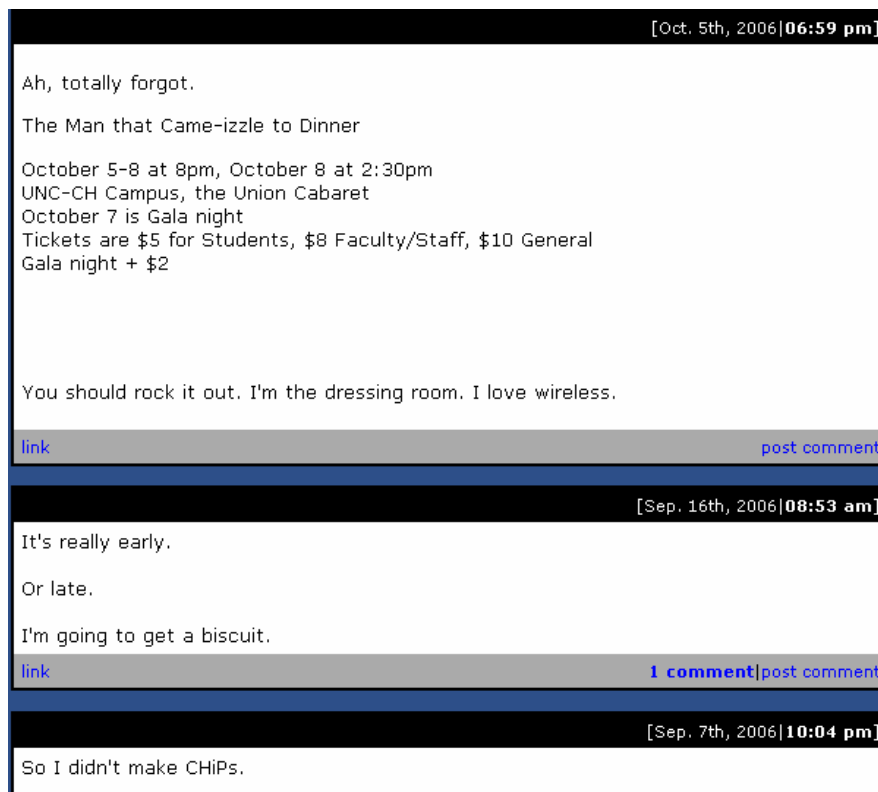 [Oct. 5th, 2006|06:59 pm]
Ah, totally forgot.
The Man that Came-izzle to Dinner
October 5-8 at 8pm, October 8 at 2:30pm
UNC-CH Campus, the Union Cabaret
October 7 is Gala night
Tickets are $5 for Students, $8 Faculty/Staff, $10 General
Gala night + $2
You should rock it out. I'm the dressing room. I love wireless.
link post comment
[Sep. 16th, 2006|08:53 am]
It's really early.
Or late.
I'm going to get a biscuit.
link 1 comment|post comment
[Sep. 7th, 2006|10:04 pm]
So I didn't make CHiPs.